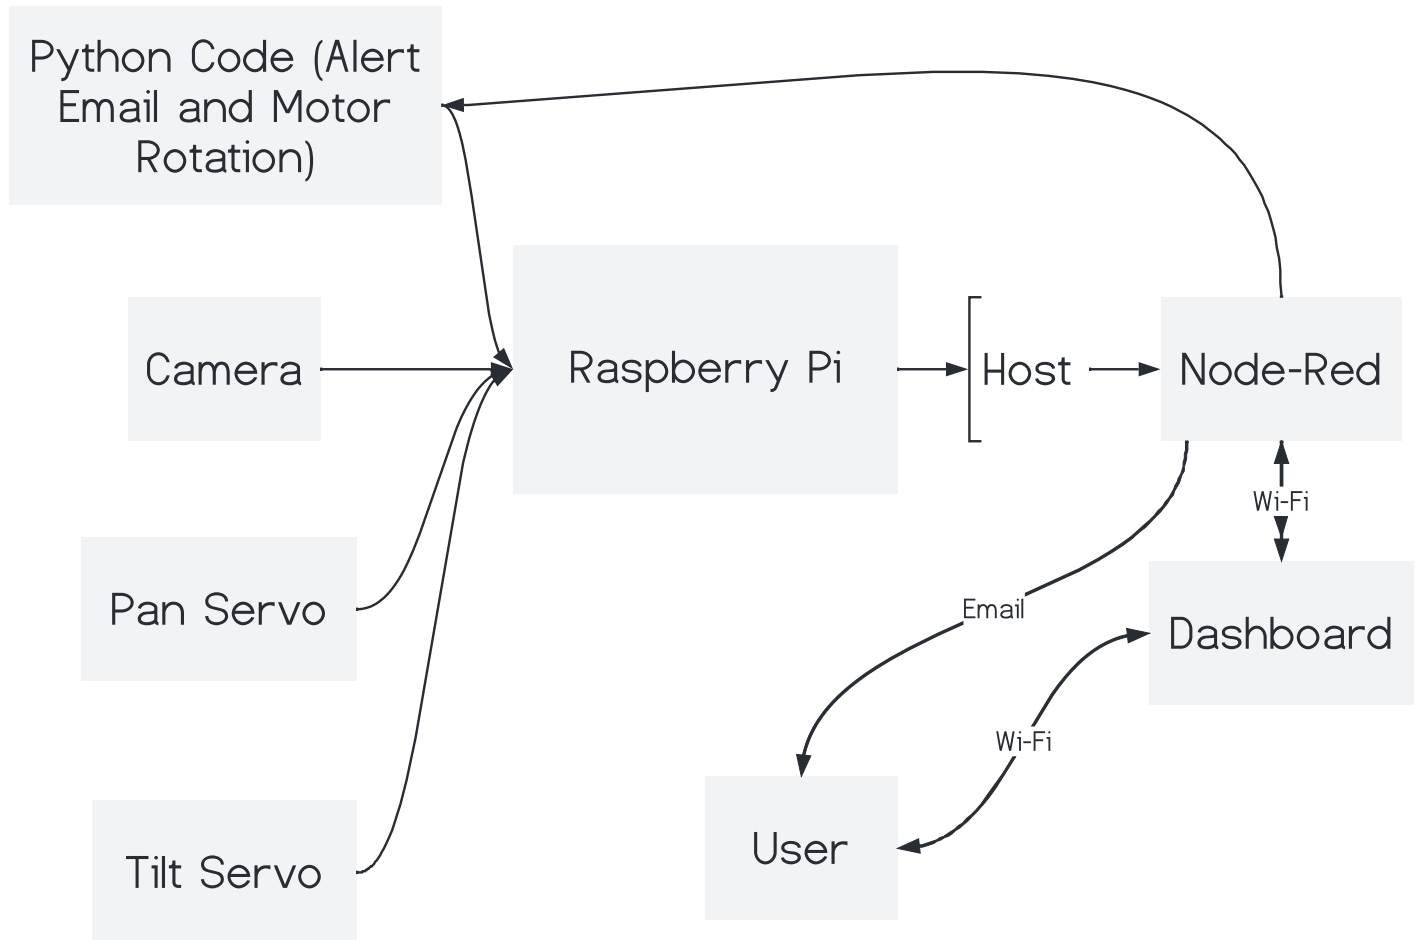 Python Code (Alert
Email and Motor
Rotation)
Camera
Raspberry Pi
Host
Node-Red
Wi-Fi
Pan Servo
Email
Dashboard
Wi-Fi
User
Tilt Servo